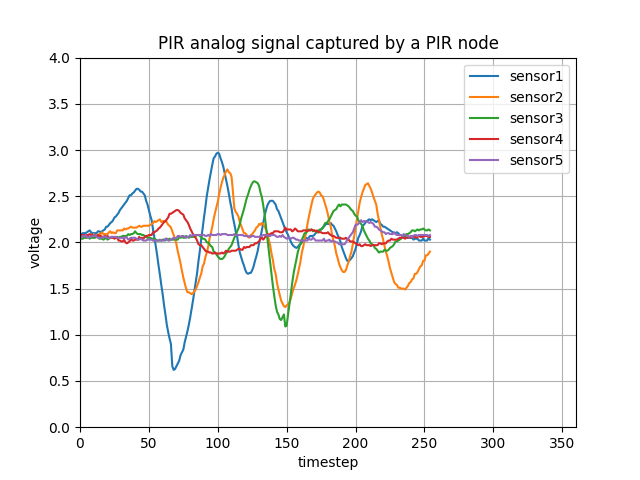 PIR analog signal captured by a PIR node
4.0
3.5
3.0
2.5
2.0
1.5
1.0
0.5
0.0
voltage
sensor1
sensor2
sensor3
sensor4
sensor5
0 50 100 150 200 250 300 350
timestep